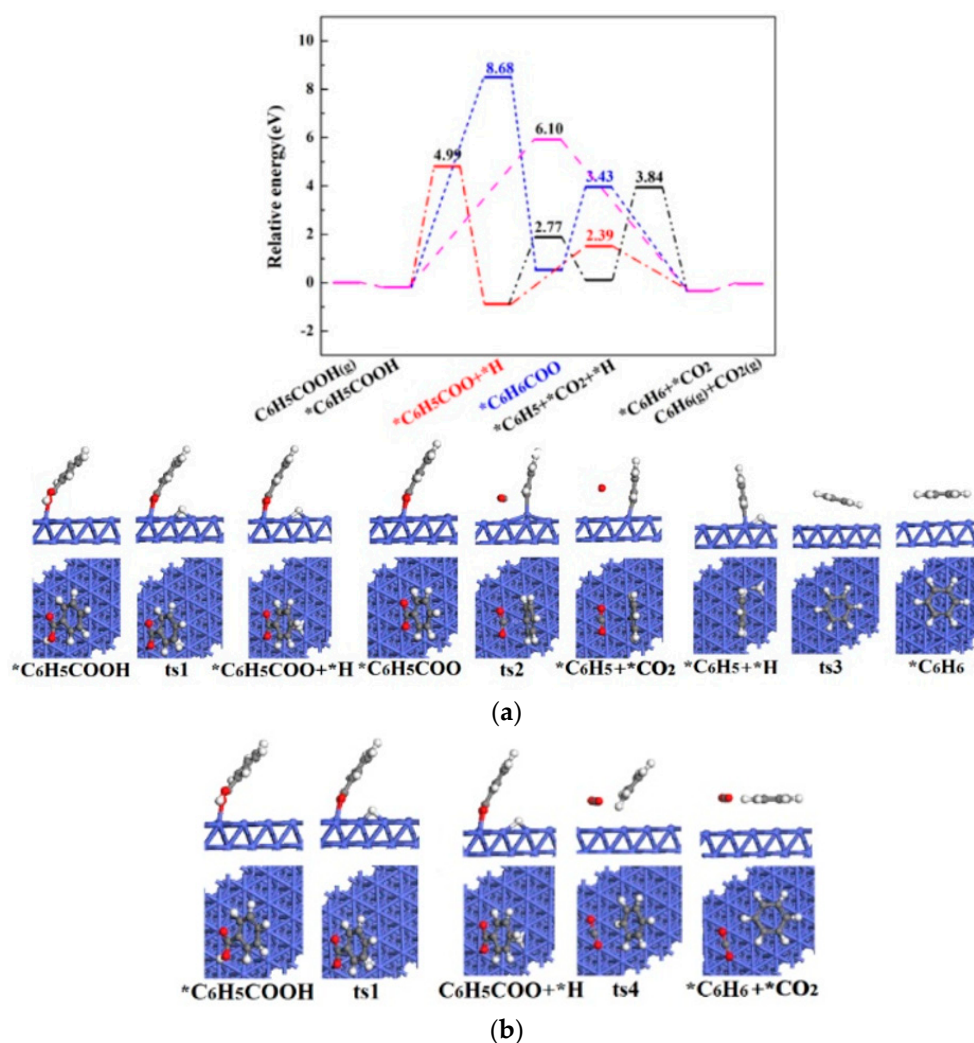 10
8
6
4
2
0
-2
Relative energy(eV)
8.68
6.10
4.99
3.43
3.84
2.77
2.39
C6H5COOH(g)
*C6H5COOH
*C6H5COO+*H
*C6H6COO
*C6H5+*CO2+*H
*C6H6+*CO2
C6H6(g)+CO2(g)
*C6H5COOH ts1 *C6H5COO+*H *C6H5COO ts2 *C6H5+*CO2 *C6H5+*H ts3 *C6H6
(a)
*C6H5COOH ts1 C6H5COO+*H ts4 *C6H6+*CO2
(b)